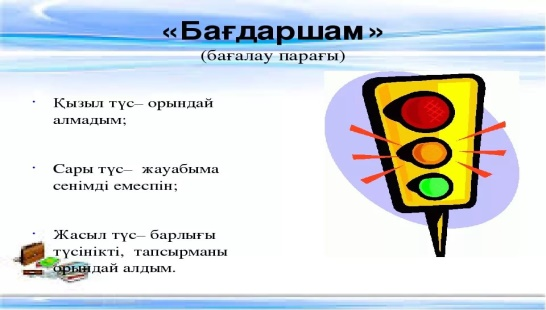 «Бағдаршам»
(бағалау парағы)
Қызыл түс– орындай
алмадым;
Сары түс– жауабыма
сенімді емеспін;
Жасыл түс– барлығы
түсінікті, тапсырманы
орындай алдым.